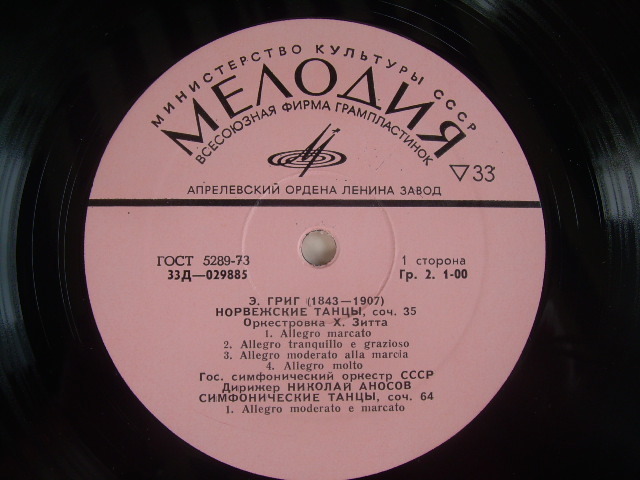 МИНИСТЕРСТВО КУЛЬТУРЫ СССР
МЕЛОДИЯ
ВСЕСОЮЗНАЯ ФИРМА ГРАМПЛАСТИНОК
▽33
АПРЕЛЕВСКИЙ ОРДЕНА ЛЕНИНА ЗАВОД
ГОСТ 5289-73
1 сторона
33Д—029885
Гр. 2. 1-00
Э. ГРИГ (1843—1907)
НОРВЕЖСКИЕ ТАНЦЫ, соч. 35
Оркестровка Х. Зитта
1. Allegro marcato
2. Allegro tranquillo e grazioso
3. Allegro moderato alla marcia
4. Allegro molto
Гос. симфонический оркестр СССР
Дирижер НИКОЛАЙ АНОСОВ
СИМФОНИЧЕСКИЕ ТАНЦЫ, соч. 64
1. Allegro moderato e marcato